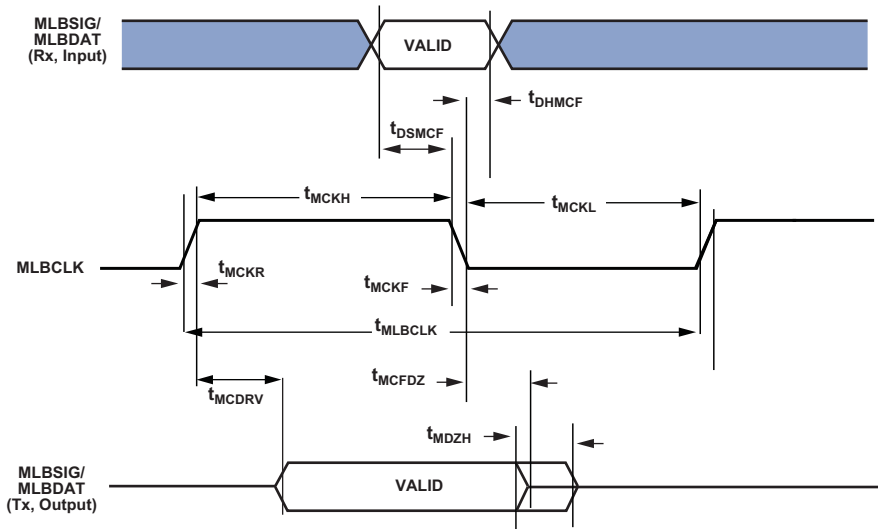 MLBSIG/
MLBDAT
(Rx, Input)
VALID
tDHMCF
tDSMCF
tMCKH
tMCKL
MLBCLK
tMCKR
tMCKF
tMLBCLK
tMCFDZ
tMCDRV
tMDZH
MLBSIG/
MLBDAT
(Tx, Output)
VALID